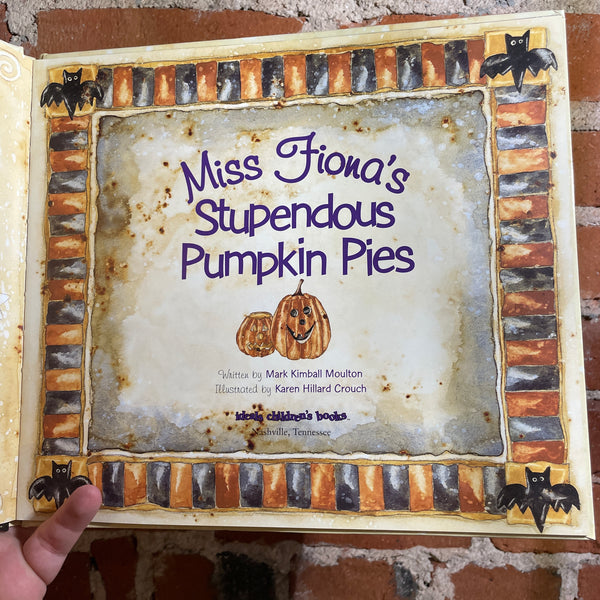 Miss Fiona's
Stupendous
Pumpkin Pies
Written by Mark Kimball Moulton
Illustrated by Karen Hillard Crouch
ideals children's books
Nashville, Tennessee